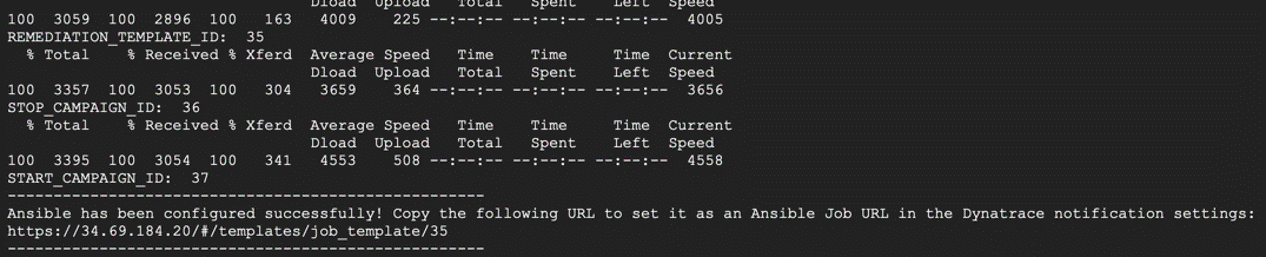 Dload Upload Total Spent Left Speed
100 3059 100 2896 100 163 4009 225 --:--:-- --:--:-- --:--:-- 4005
REMEDIATION_TEMPLATE_ID: 35
% Total % Received % Xferd Average Speed Time Time Time Current
Dload Upload Total Spent Left Speed
100 3357 100 3053 100 304 3659 364 --:--:-- --:--:-- --:--:-- 3656
STOP_CAMPAIGN_ID: 36
% Total % Received % Xferd Average Speed Time Time Time Current
Dload Upload Total Spent Left Speed
100 3395 100 3054 100 341 4553 508 --:--:-- --:--:-- --:--:-- 4558
START_CAMPAIGN_ID: 37
----------------------------------------------------
Ansible has been configured successfully! Copy the following URL to set it as an Ansible Job URL in the Dynatrace notification settings:
https://34.69.184.20/#/templates/job_template/35
----------------------------------------------------